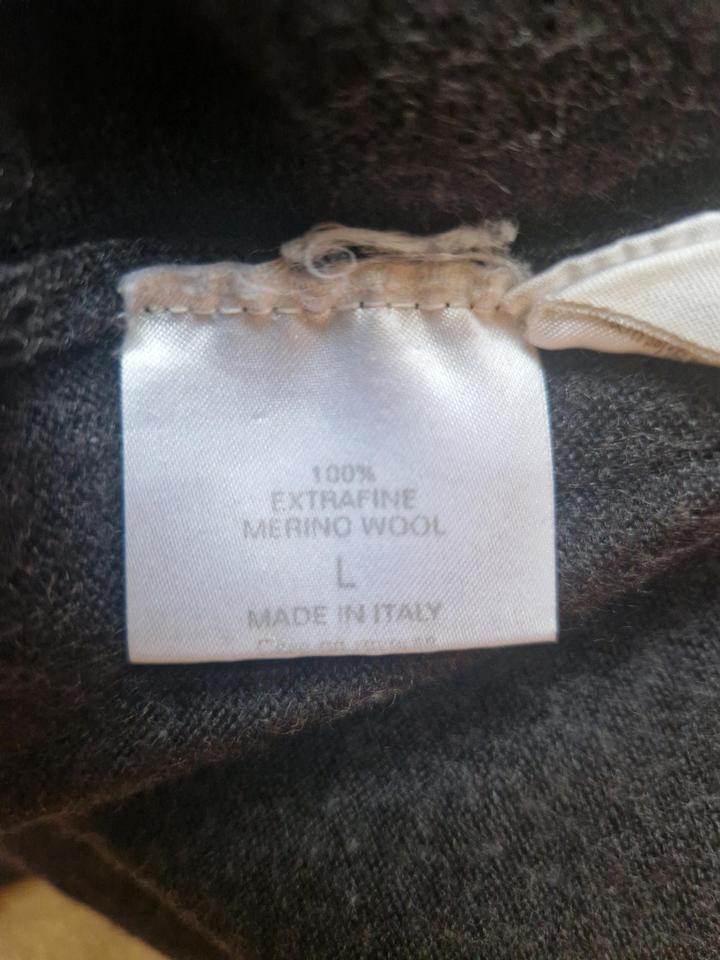 100%
EXTRAFINE
MERINO WOOL
L
MADE IN ITALY